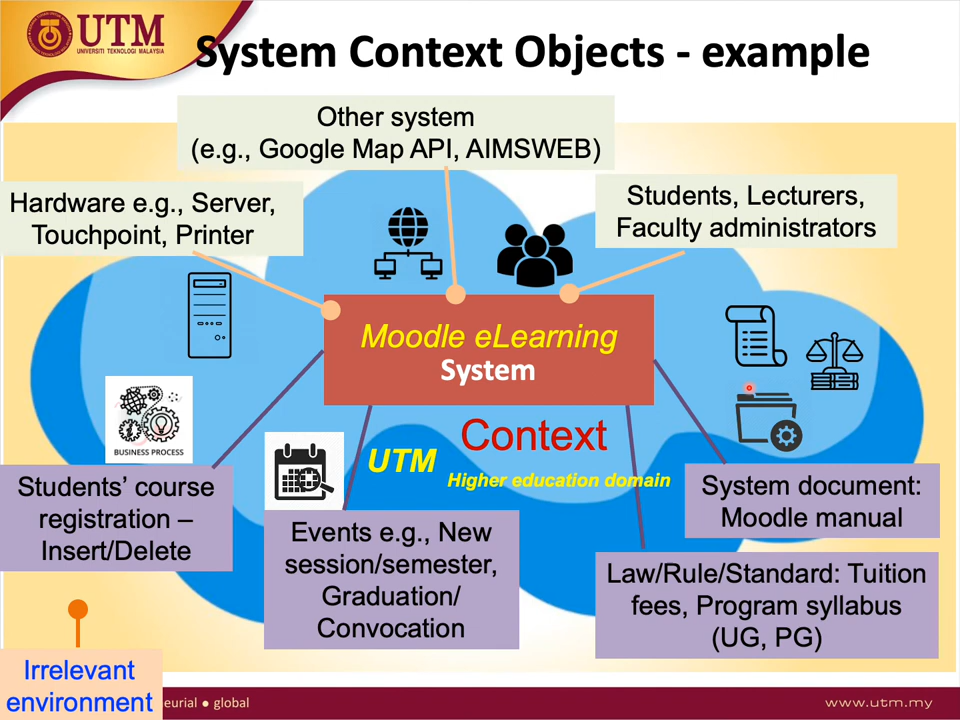 UTM
UNIVERSITI TEKNOLOGI MALAYSIA
System Context Objects - example
Other system
(e.g., Google Map API, AIMSWEB)
Hardware e.g., Server,
Touchpoint, Printer
Students, Lecturers,
Faculty administrators
Moodle eLearning
System
BUSINESS PROCESS
Context
UTM
Higher education domain
Students’ course
registration –
Insert/Delete
Events e.g., New
session/semester,
Graduation/
Convocation
System document:
Moodle manual
Law/Rule/Standard: Tuition
fees, Program syllabus
(UG, PG)
Irrelevant
environment
eurial ● global
www.utm.my